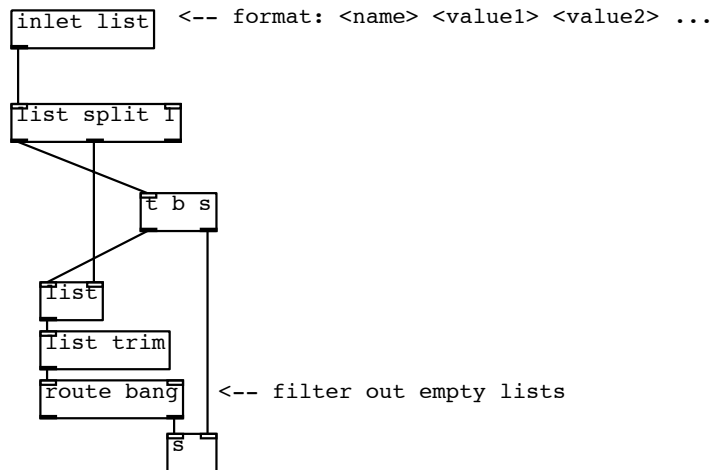 inlet list <-- format: <name> <value1> <value2> ...
list split 1
t b s
list
list trim
route bang <-- filter out empty lists
s